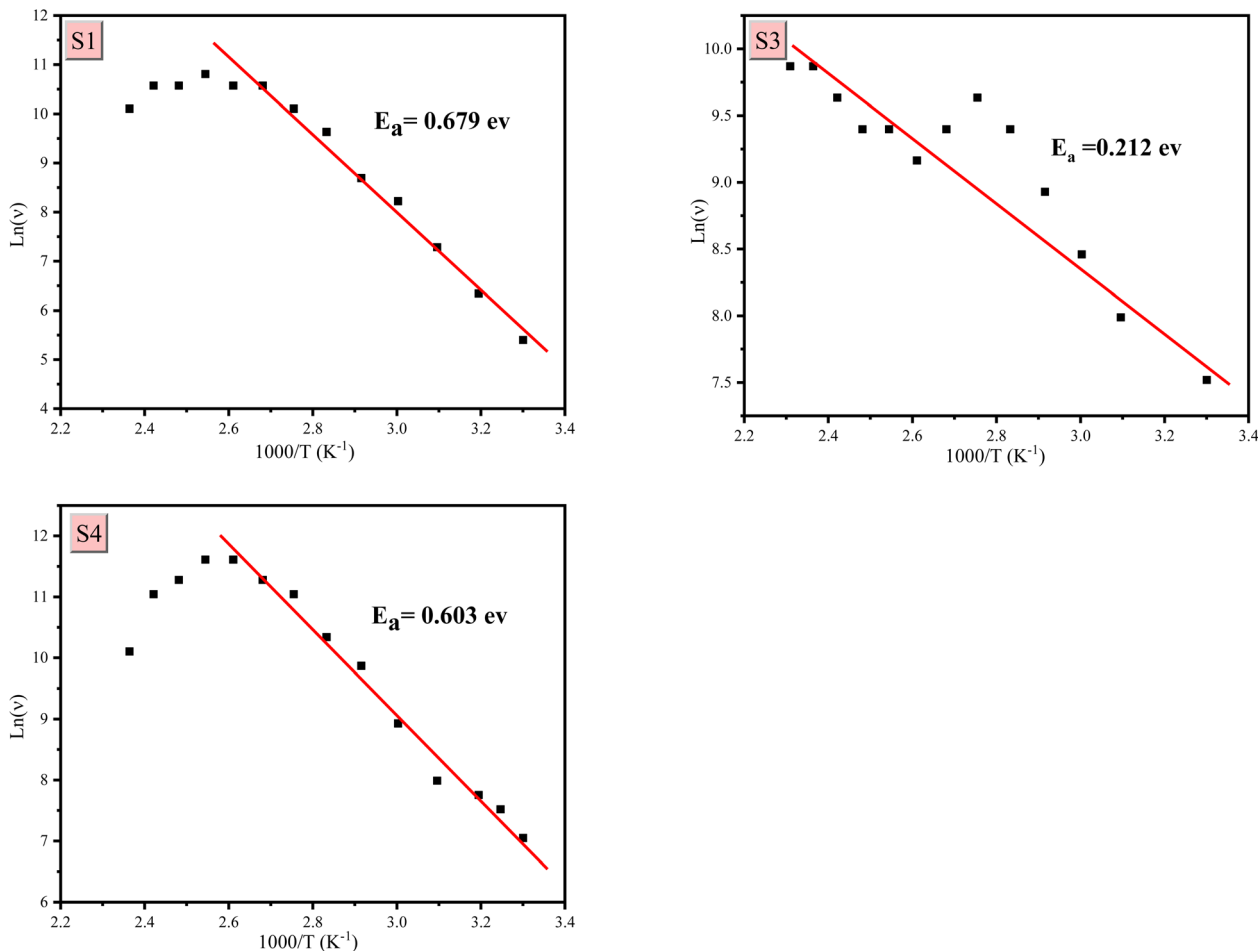 S1
12
11
10
9
8
7
6
5
4
Ln(ν)
Ea= 0.679 ev
2.2 2.4 2.6 2.8 3.0 3.2 3.4
1000/T (K-1)
S3
10.0
9.5
9.0
8.5
8.0
7.5
Ln(ν)
Ea =0.212 ev
2.2 2.4 2.6 2.8 3.0 3.2 3.4
1000/T (K-1)
S4
12
11
10
9
8
7
6
Ln(ν)
Ea= 0.603 ev
2.2 2.4 2.6 2.8 3.0 3.2 3.4
1000/T (K-1)